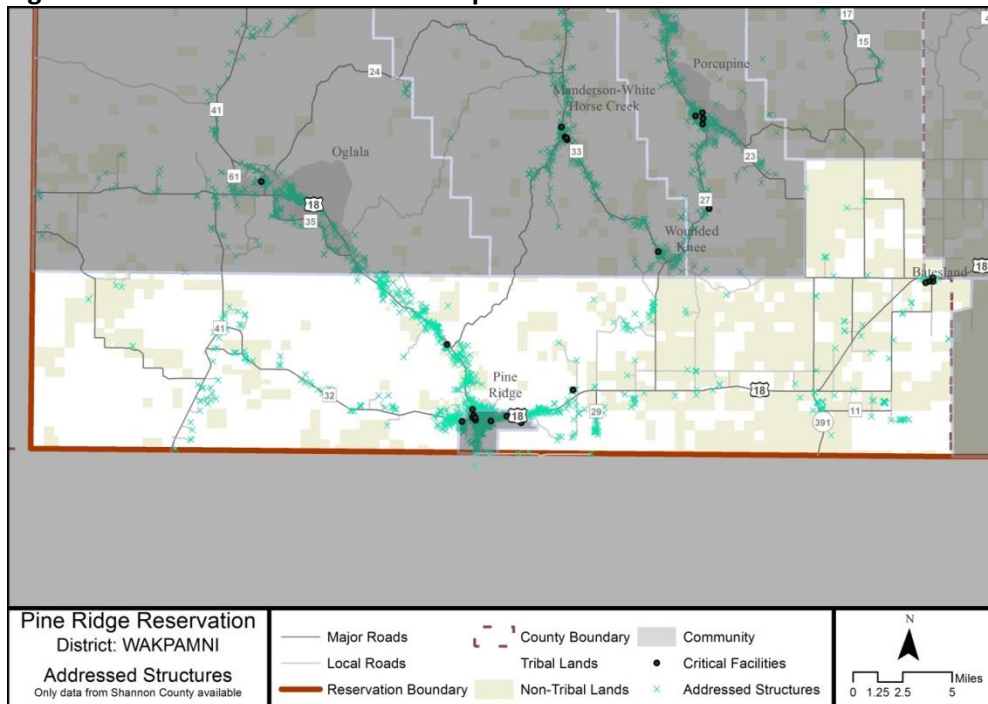 17
15
24
Porcupine
Manderson-White
Horse Creek
41
33
Oglala
23
61
18
35
27
Wounded
Knee
18
Batesland
41
Pine
Ridge
32
18
18
29
11
391
Pine Ridge Reservation
District: WAKPAMNI
Addressed Structures
Only data from Shannon County available
Major Roads
Local Roads
Reservation Boundary
County Boundary
Tribal Lands
Non-Tribal Lands
Community
Critical Facilities
Addressed Structures
N
Miles
0 1.25 2.5 5